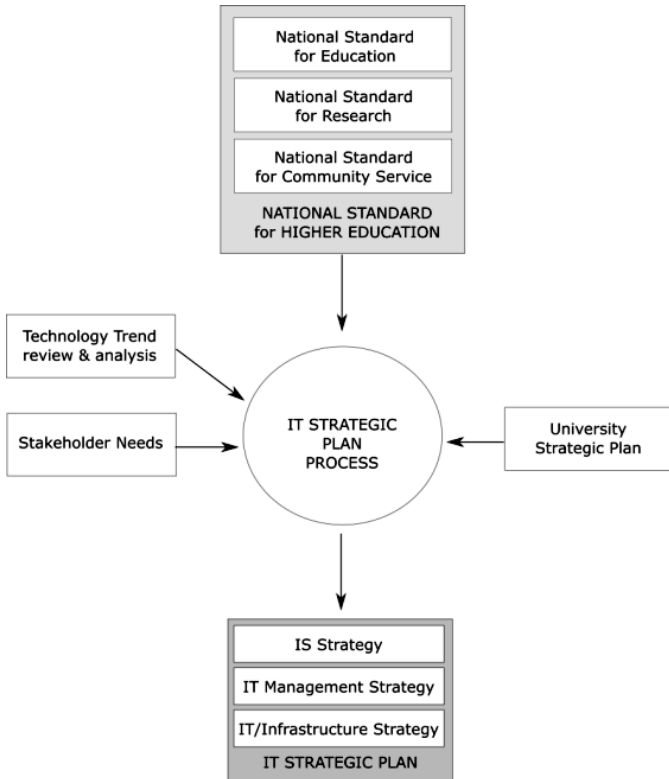 National Standard
for Education
National Standard
for Research
National Standard
for Community Service
NATIONAL STANDARD
for HIGHER EDUCATION
Technology Trend
review & analysis
Stakeholder Needs
IT STRATEGIC
PLAN
PROCESS
University
Strategic Plan
IS Strategy
IT Management Strategy
IT/Infrastructure Strategy
IT STRATEGIC PLAN